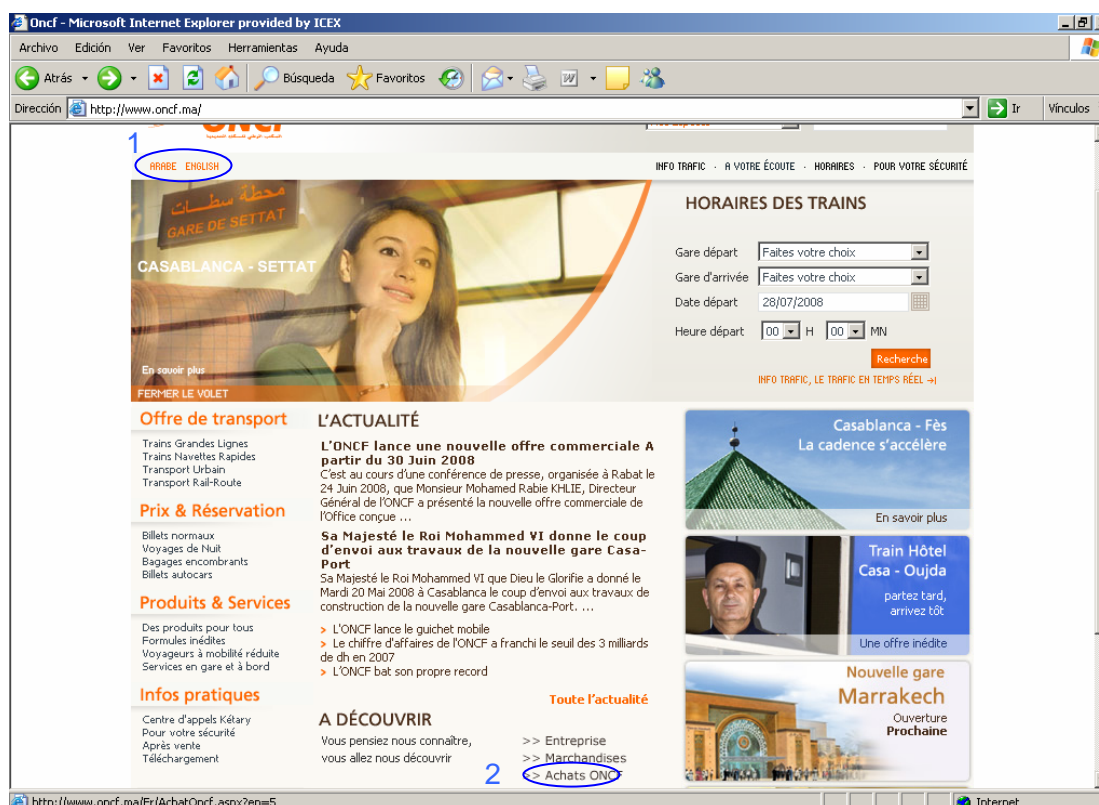 Oncf - Microsoft Internet Explorer provided by ICEX
Archivo Edición Ver Favoritos Herramientas Ayuda
Atrás Búsqueda Favoritos
Dirección http://www.oncf.ma/ Ir Vínculos
ONCF
1
ARABE ENGLISH
INFO TRAFIC · A VOTRE ÉCOUTE · HORAIRES · POUR VOTRE SÉCURITÉ
محطة سطات
GARE DE SETTAT
CASABLANCA - SETTAT
En savoir plus
FERMER LE VOLET
HORAIRES DES TRAINS
Gare départ Faites votre choix
Gare d'arrivée Faites votre choix
Date départ 28/07/2008
Heure départ 00 H 00 MN
Recherche
INFO TRAFIC, LE TRAFIC EN TEMPS RÉEL
Offre de transport
Trains Grandes Lignes
Trains Navettes Rapides
Transport Urbain
Transport Rail-Route
Prix & Réservation
Billets normaux
Voyages de Nuit
Bagages encombrants
Billets autocars
Produits & Services
Des produits pour tous
Formules inédites
Voyageurs à mobilité réduite
Services en gare et à bord
Infos pratiques
Centre d'appels Kétary
Pour votre sécurité
Après vente
Téléchargement
L'ACTUALITÉ
L'ONCF lance une nouvelle offre commerciale A
partir du 30 Juin 2008
C'est au cours d'une conférence de presse, organisée à Rabat le
24 Juin 2008, que Monsieur Mohamed Rabie KHLIE, Directeur
Général de l'ONCF a présenté la nouvelle offre commerciale de
l'Office conçue ...
Sa Majesté le Roi Mohammed VI donne le coup
d'envoi aux travaux de la nouvelle gare Casa-
Port
Sa Majesté le Roi Mohammed VI que Dieu le Glorifie a donné le
Mardi 20 Mai 2008 à Casablanca le coup d'envoi aux travaux de
construction de la nouvelle gare Casablanca-Port. ...
> L'ONCF lance le guichet mobile
> Le chiffre d'affaires de l'ONCF a franchi le seuil des 3 milliards
de dh en 2007
> L'ONCF bat son propre record
Toute l'actualité
A DÉCOUVRIR
Vous pensiez nous connaître,
vous allez nous découvrir
>> Entreprise
>> Marchandises
2
>> Achats ONCF
Casablanca - Fès
La cadence s'accélère
En savoir plus
Train Hôtel
Casa - Oujda
partez tard,
arrivez tôt
Une offre inédite
Nouvelle gare
Marrakech
Ouverture
Prochaine
http://www.oncf.ma/Fr/AchatOncf.aspx?ep=5 Internet